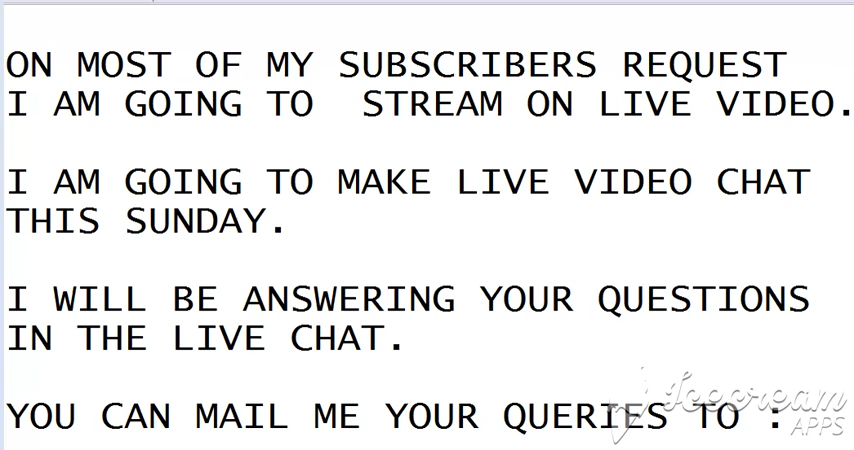 ON MOST OF MY SUBSCRIBERS REQUEST
I AM GOING TO  STREAM ON LIVE VIDEO.
I AM GOING TO MAKE LIVE VIDEO CHAT
THIS SUNDAY.
I WILL BE ANSWERING YOUR QUESTIONS
IN THE LIVE CHAT.
YOU CAN MAIL ME YOUR QUERIES TO :
Icecream
APPS